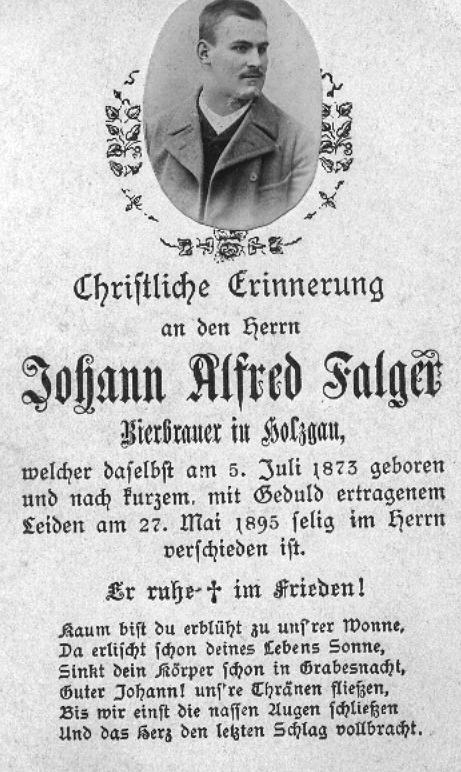 Christliche Erinnerung
an den Herrn
Johann Alfred Falger
Bierbrauer in Holzgau,
welcher daselbst am 5. Juli 1873 geboren
und nach kurzem, mit Geduld ertragenem
Leiden am 27. Mai 1895 selig im Herrn
verschieden ist.
Er ruhe ✝ im Frieden!
Kaum bist du erblüht zu uns'rer Wonne,
Da erlischt schon deines Lebens Sonne,
Sinkt dein Körper schon in Grabesnacht,
Guter Johann! uns're Thränen fließen,
Bis wir einst die nassen Augen schließen
Und das Herz den letzten Schlag vollbracht.